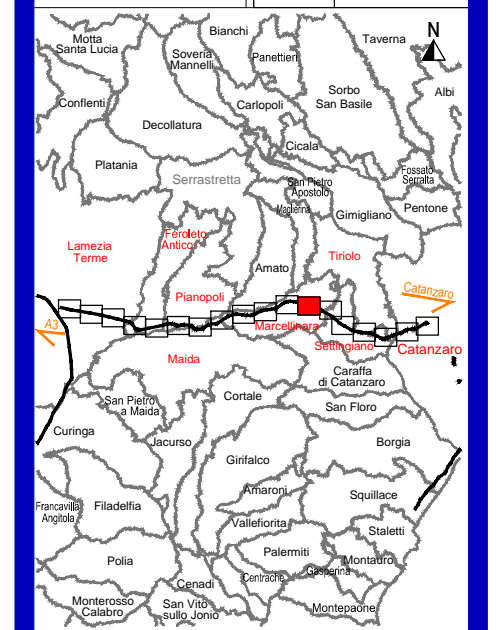 Bianchi
Motta
Santa Lucia
Taverna
N
Soveria
Mannelli
Panettieri
Sorbo
San Basile
Albi
Conflenti
Carlopoli
Decollatura
Cicala
Platania
Serrastretta
San Pietro
Apostolo
Fossato
Serralta
Pentone
Maglierina
Gimigliano
Feroleto
Antico
Lamezia
Terme
Tiriolo
Amato
Pianopoli
Catanzaro
A3
Marcellinara
Settingiano
Catanzaro
Maida
Caraffa
di Catanzaro
San Pietro
a Maida
Cortale
San Floro
Curinga
Jacurso
Borgia
Girifalco
Amaroni
Squillace
Francavilla
Angitola
Filadelfia
Vallefiorita
Staletti
Palermiti
Montauro
Polia
Gasperina
Cenadi
Centrache
Monterosso
Calabro
San Vito
sullo Jonio
Montepaone